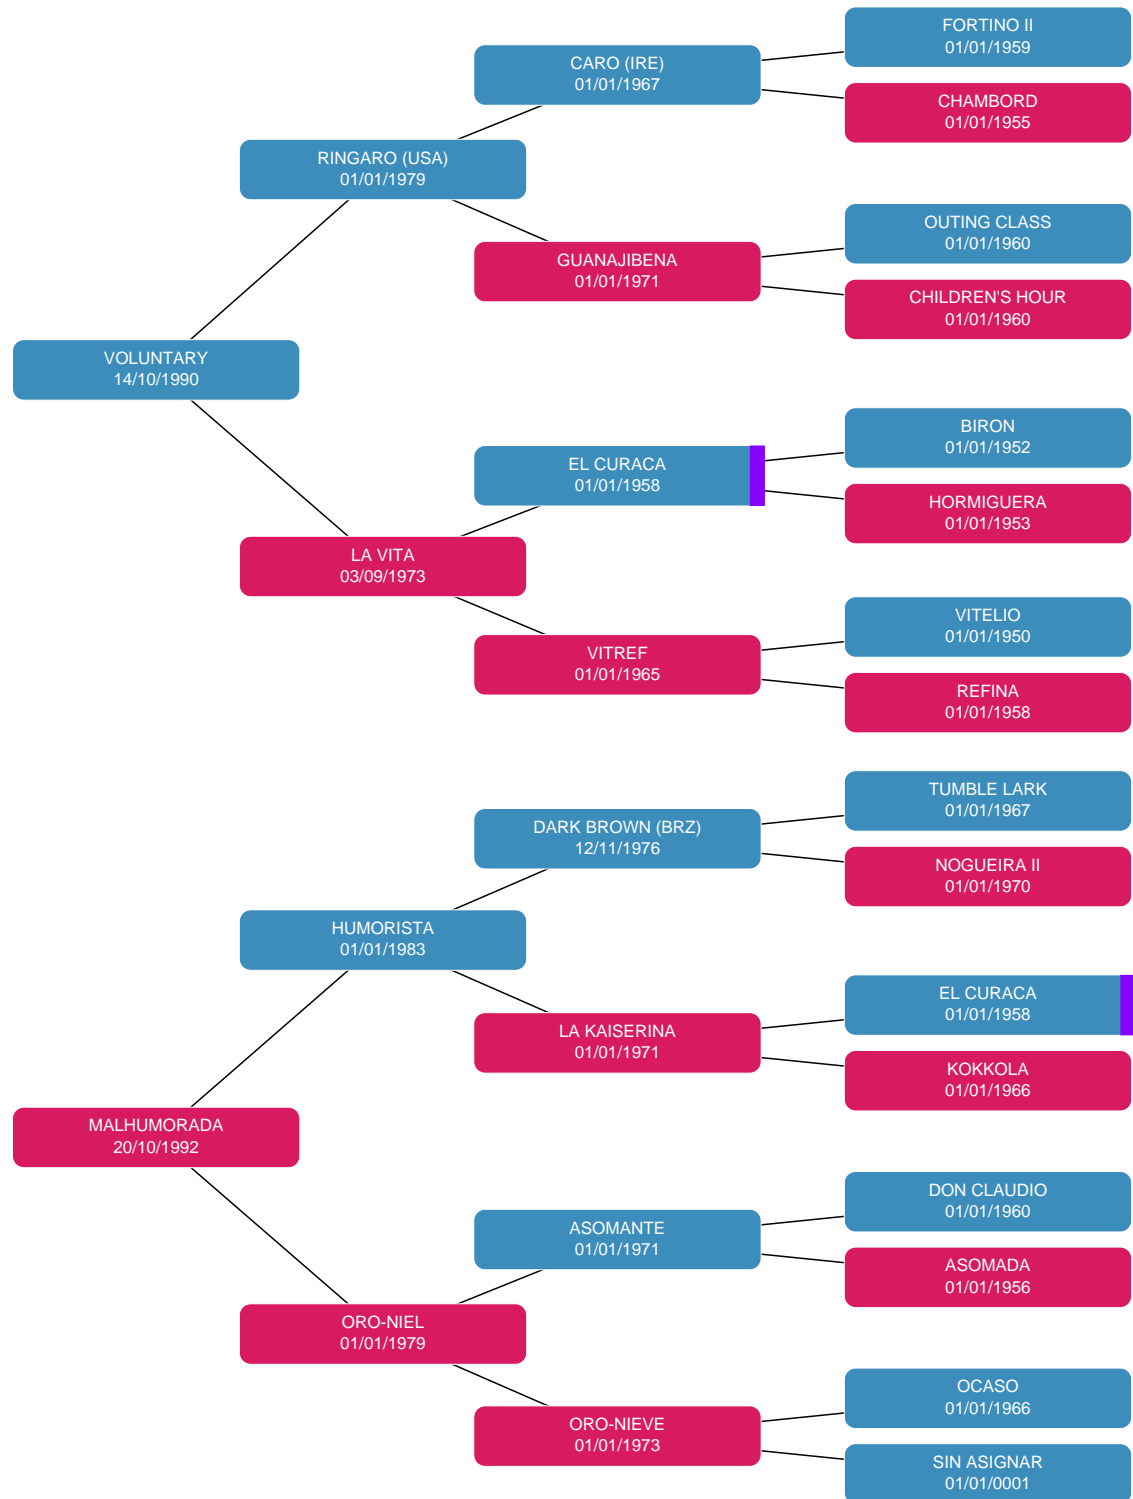 FORTINO II
01/01/1959
CARO (IRE)
01/01/1967
CHAMBORD
01/01/1955
RINGARO (USA)
01/01/1979
OUTING CLASS
01/01/1960
GUANAJIBENA
01/01/1971
CHILDREN'S HOUR
01/01/1960
VOLUNTARY
14/10/1990
BIRON
01/01/1952
EL CURACA
01/01/1958
HORMIGUERA
01/01/1953
LA VITA
03/09/1973
VITELIO
01/01/1950
VITREF
01/01/1965
REFINA
01/01/1958
TUMBLE LARK
01/01/1967
DARK BROWN (BRZ)
12/11/1976
NOGUEIRA II
01/01/1970
HUMORISTA
01/01/1983
EL CURACA
01/01/1958
LA KAISERINA
01/01/1971
KOKKOLA
01/01/1966
MALHUMORADA
20/10/1992
DON CLAUDIO
01/01/1960
ASOMANTE
01/01/1971
ASOMADA
01/01/1956
ORO-NIEL
01/01/1979
OCASO
01/01/1966
ORO-NIEVE
01/01/1973
SIN ASIGNAR
01/01/0001